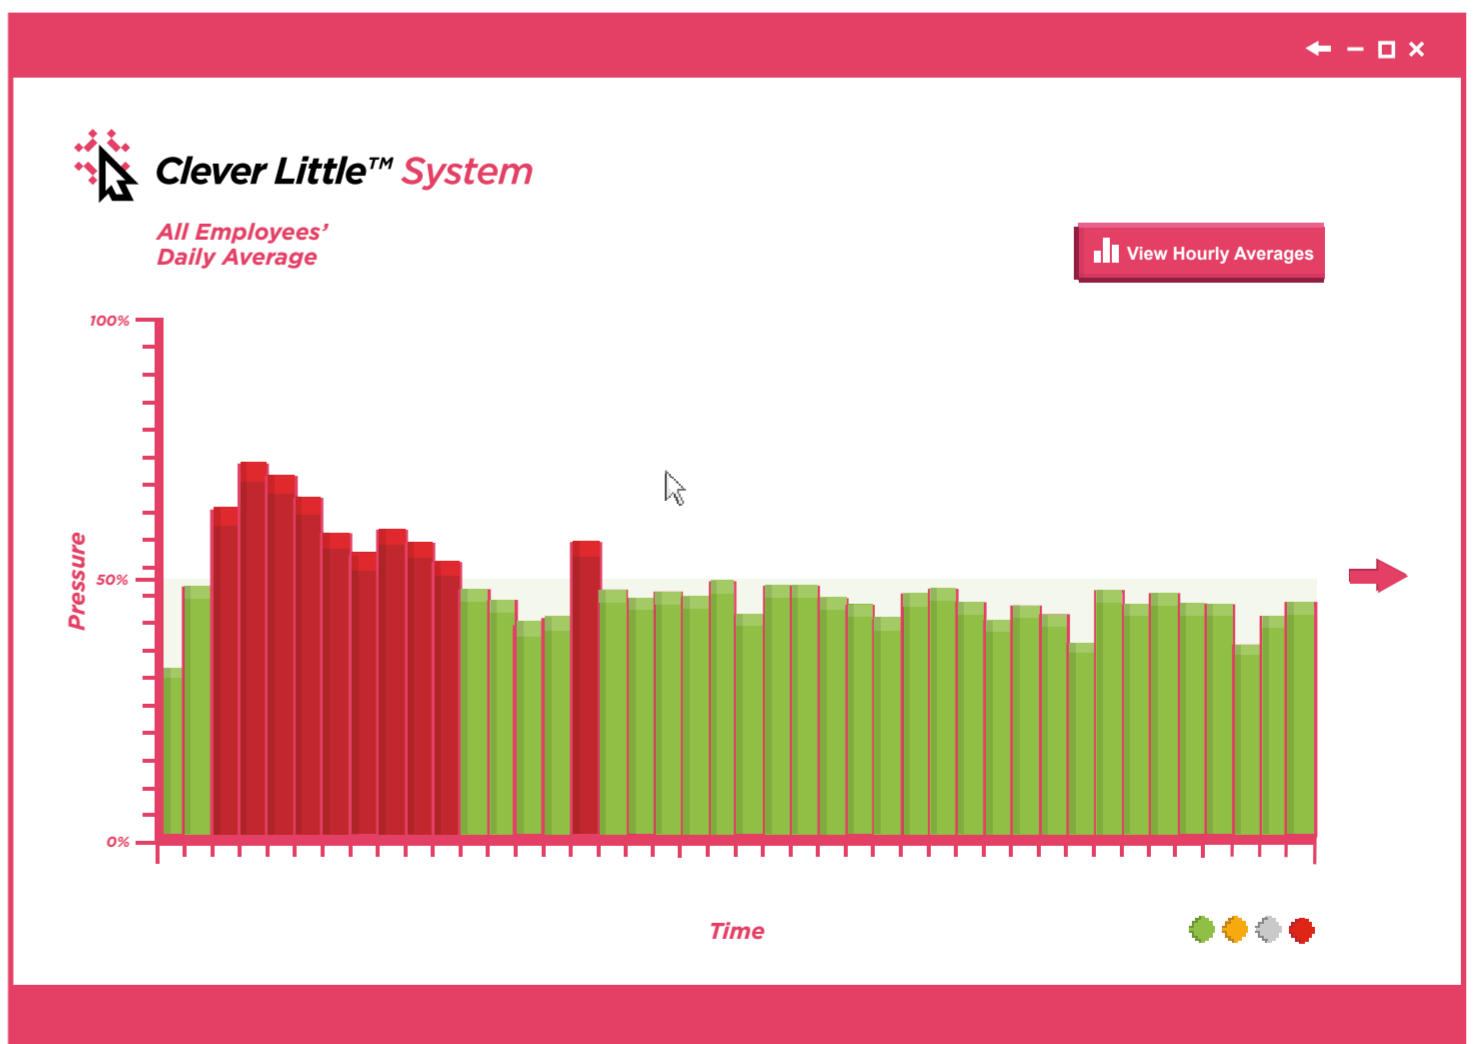 Clever Little™ System
All Employees’
Daily Average
View Hourly Averages
100%
50%
0%
Pressure
Time